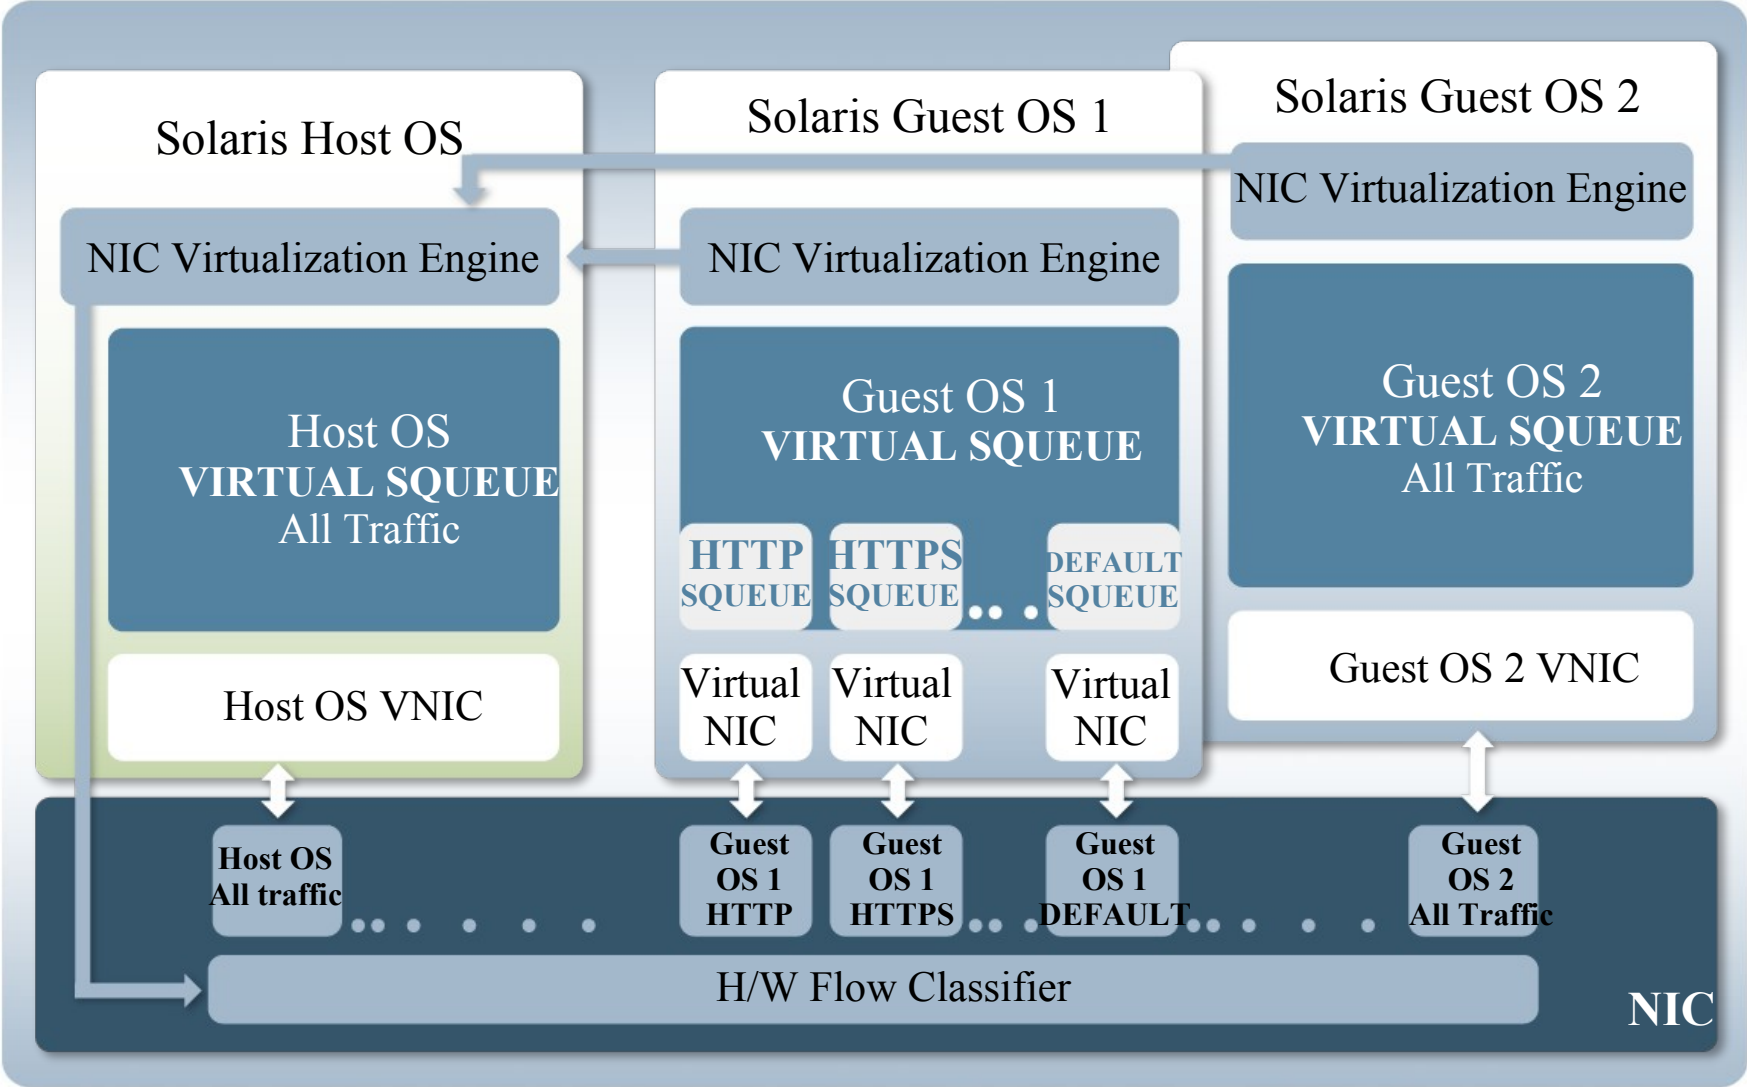 Solaris Host OS
NIC Virtualization Engine
Host OS
VIRTUAL SQUEUE
All Traffic
Host OS VNIC
Solaris Guest OS 1
NIC Virtualization Engine
Guest OS 1
VIRTUAL SQUEUE
HTTP
SQUEUE
HTTPS
SQUEUE
DEFAULT
SQUEUE
Virtual
NIC
Virtual
NIC
Virtual
NIC
Solaris Guest OS 2
NIC Virtualization Engine
Guest OS 2
VIRTUAL SQUEUE
All Traffic
Guest OS 2 VNIC
Host OS
All traffic
Guest
OS 1
HTTP
Guest
OS 1
HTTPS
Guest
OS 1
DEFAULT
Guest
OS 2
All Traffic
H/W Flow Classifier
NIC